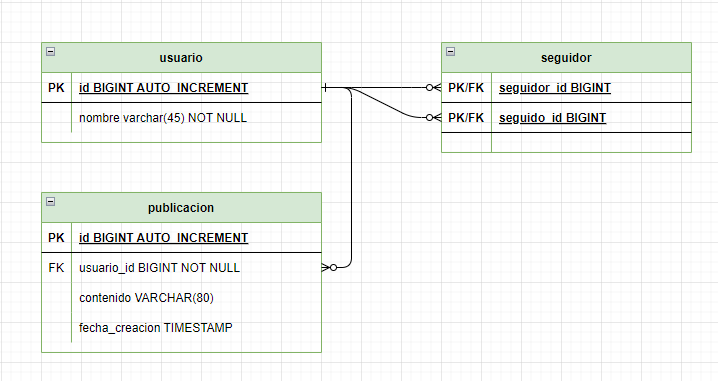 usuario
PK id BIGINT AUTO_INCREMENT
nombre varchar(45) NOT NULL
seguidor
PK/FK seguidor_id BIGINT
PK/FK seguido_id BIGINT
publicacion
PK id BIGINT AUTO_INCREMENT
FK usuario_id BIGINT NOT NULL
contenido VARCHAR(80)
fecha_creacion TIMESTAMP